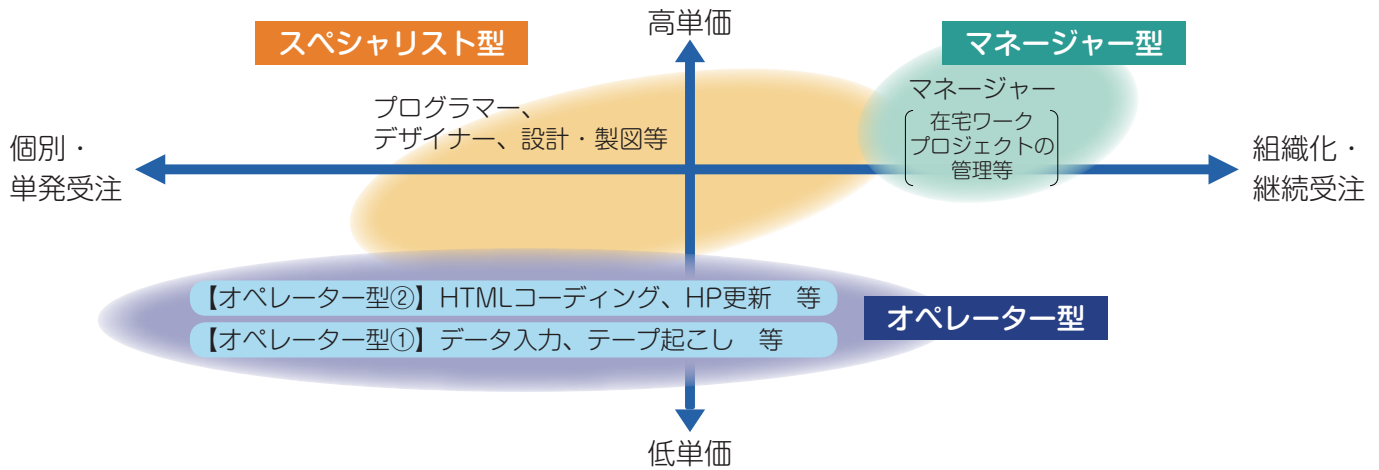 高単価
スペシャリスト型
マネージャー型
プログラマー、
デザイナー、設計・製図等
マネージャー
在宅ワーク
プロジェクトの
管理等
個別・
単発受注
組織化・
継続受注
【オペレーター型②】HTMLコーディング、HP更新　等
【オペレーター型①】データ入力、テープ起こし　等
オペレーター型
低単価